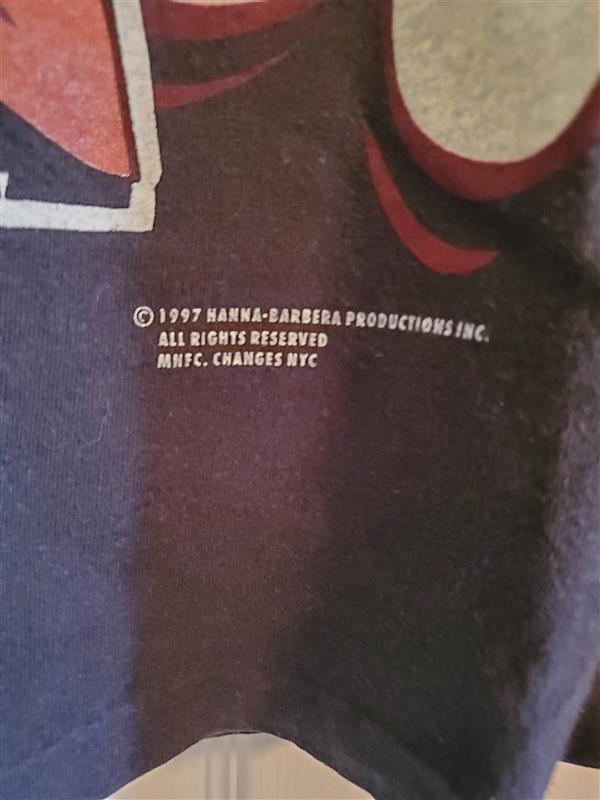 © 1997 HANNA-BARBERA PRODUCTIONS INC.
ALL RIGHTS RESERVED
MNFC. CHANGES NYC